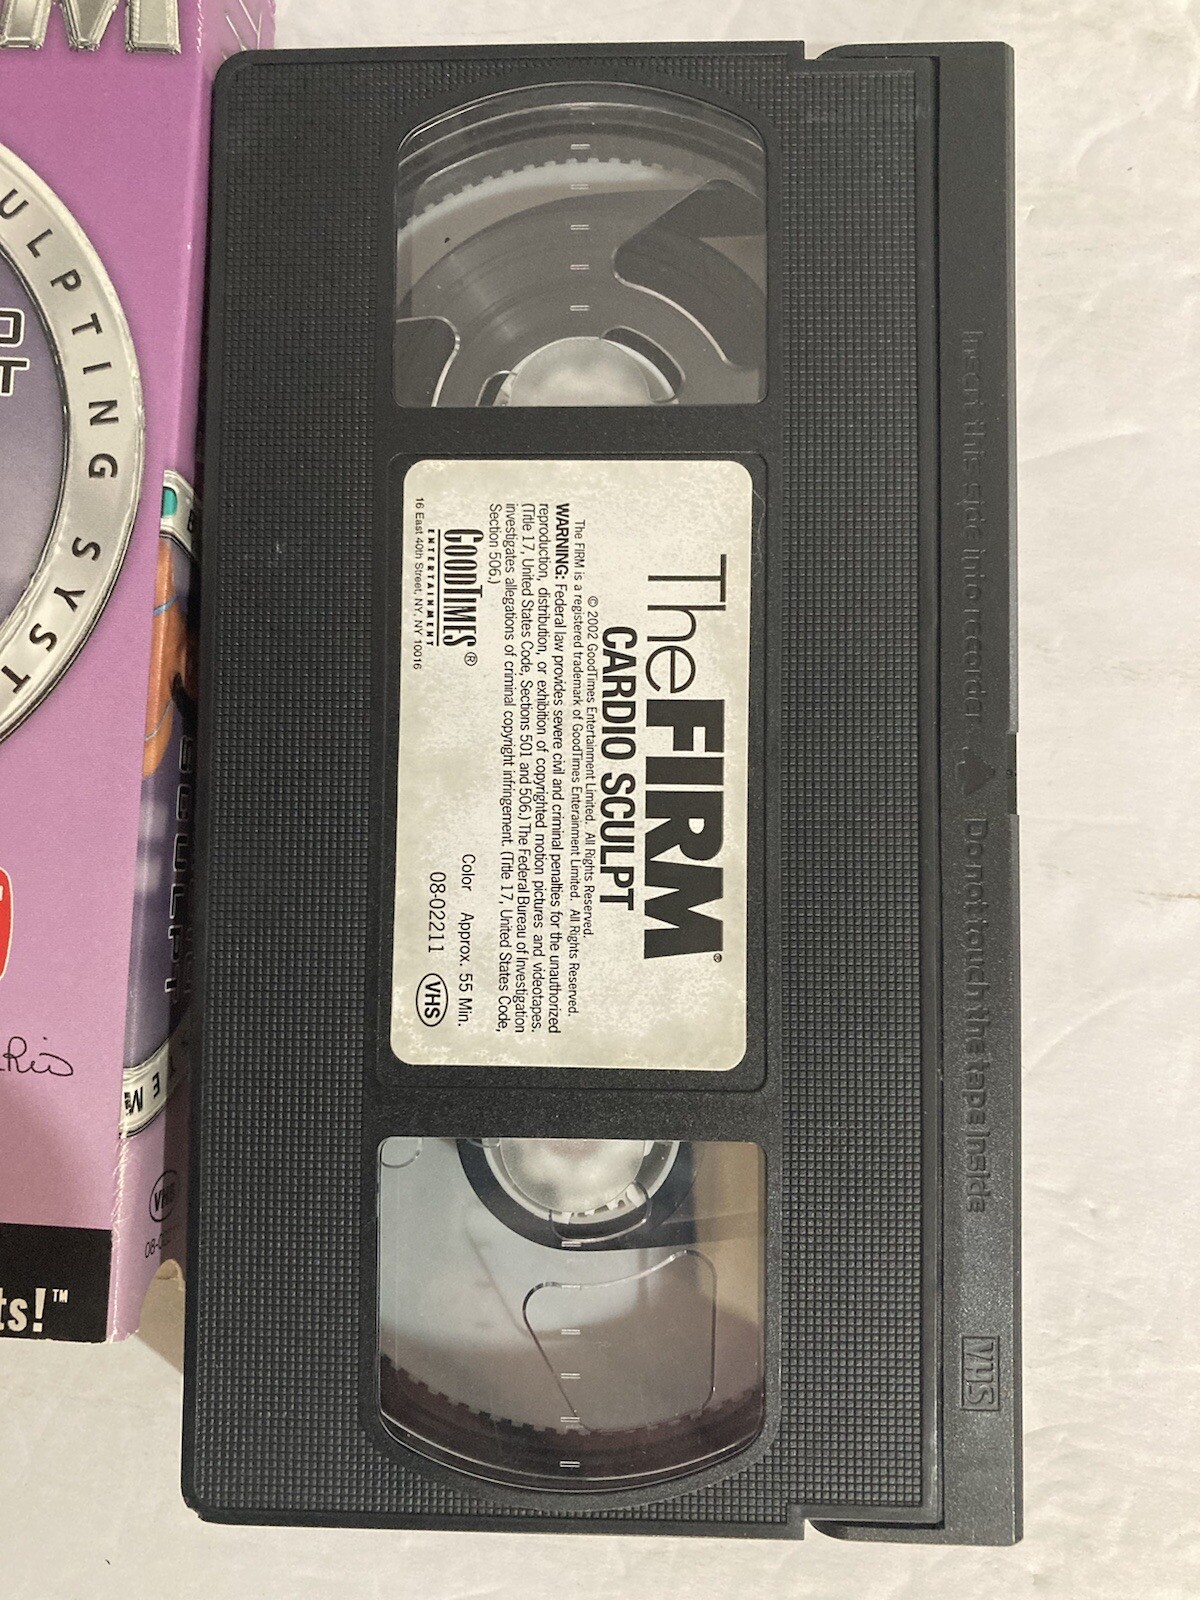 The FIRM®
CARDIO SCULPT
© 2002 GoodTimes Entertainment Limited. All Rights Reserved.
The FIRM is a registered trademark of GoodTimes Entertainment Limited. All Rights Reserved.
WARNING: Federal law provides severe civil and criminal penalties for the unauthorized
reproduction, distribution, or exhibition of copyrighted motion pictures and videotapes.
(Title 17, United States Code, Sections 501 and 506.) The Federal Bureau of Investigation
investigates allegations of criminal copyright infringement. (Title 17, United States Code,
Section 506.)
GOODTIMES®
ENTERTAINMENT
16 East 40th Street, NY, NY 10016
Color Approx. 55 Min.
08-02211 VHS
Insert this side into recorder Do not touch the tape inside
VHS
M
ULPTING SYST
SCULPT
YEM
VHS
ts!™